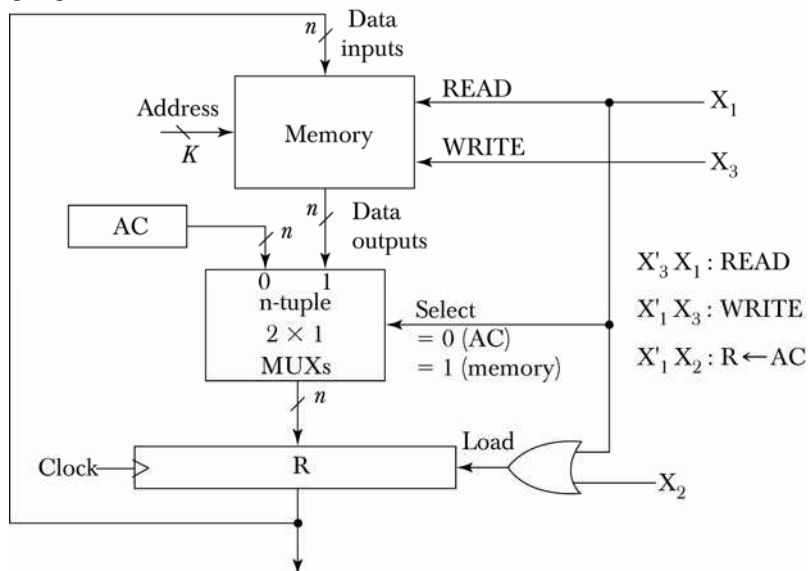 n
Data
inputs
READ
X1
Address
K
Memory
WRITE
X3
AC
n
n
Data
outputs
0 1
n-tuple
2 × 1
MUXs
Select
= 0 (AC)
= 1 (memory)
X'3 X1 : READ
X'1 X3 : WRITE
X'1 X2 : R ← AC
n
Load
Clock
R
X2